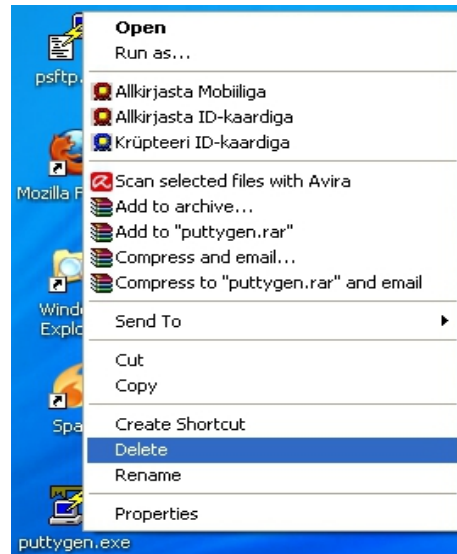 Open
Run as...
Allkirjasta Mobiiliga
Allkirjasta ID-kaardiga
Krüpteeri ID-kaardiga
Scan selected files with Avira
Add to archive...
Add to "puttygen.rar"
Compress and email...
Compress to "puttygen.rar" and email
Send To
Cut
Copy
Create Shortcut
Delete
Rename
Properties
psftp.
Mozilla F
Wind
Explo
Spa
puttygen.exe